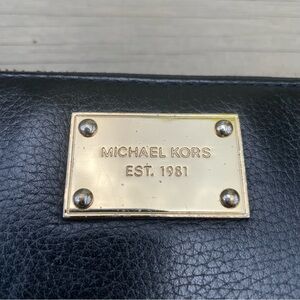 MICHAEL KORS
EST. 1981